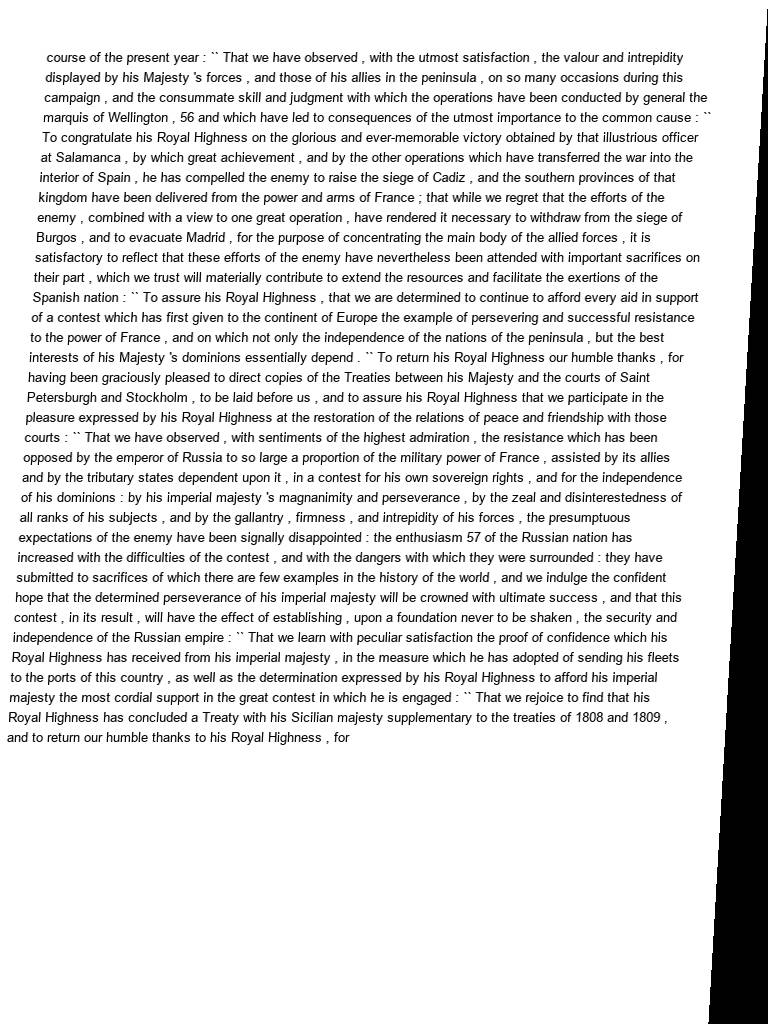 course of the present year : `` That we have observed , with the utmost satisfaction , the valour and intrepidity
displayed by his Majesty 's forces , and those of his allies in the peninsula , on so many occasions during this
campaign , and the consummate skill and judgment with which the operations have been conducted by general the
marquis of Wellington , 56 and which have led to consequences of the utmost importance to the common cause : ``
To congratulate his Royal Highness on the glorious and ever-memorable victory obtained by that illustrious officer
at Salamanca , by which great achievement , and by the other operations which have transferred the war into the
interior of Spain , he has compelled the enemy to raise the siege of Cadiz , and the southern provinces of that
kingdom have been delivered from the power and arms of France ; that while we regret that the efforts of the
enemy , combined with a view to one great operation , have rendered it necessary to withdraw from the siege of
Burgos , and to evacuate Madrid , for the purpose of concentrating the main body of the allied forces , it is
satisfactory to reflect that these efforts of the enemy have nevertheless been attended with important sacrifices on
their part , which we trust will materially contribute to extend the resources and facilitate the exertions of the
Spanish nation : `` To assure his Royal Highness , that we are determined to continue to afford every aid in support
of a contest which has first given to the continent of Europe the example of persevering and successful resistance
to the power of France , and on which not only the independence of the nations of the peninsula , but the best
interests of his Majesty 's dominions essentially depend . `` To return his Royal Highness our humble thanks , for
having been graciously pleased to direct copies of the Treaties between his Majesty and the courts of Saint
Petersburgh and Stockholm , to be laid before us , and to assure his Royal Highness that we participate in the
pleasure expressed by his Royal Highness at the restoration of the relations of peace and friendship with those
courts : `` That we have observed , with sentiments of the highest admiration , the resistance which has been
opposed by the emperor of Russia to so large a proportion of the military power of France , assisted by its allies
and by the tributary states dependent upon it , in a contest for his own sovereign rights , and for the independence
of his dominions : by his imperial majesty 's magnanimity and perseverance , by the zeal and disinterestedness of
all ranks of his subjects , and by the gallantry , firmness , and intrepidity of his forces , the presumptuous
expectations of the enemy have been signally disappointed : the enthusiasm 57 of the Russian nation has
increased with the difficulties of the contest , and with the dangers with which they were surrounded : they have
submitted to sacrifices of which there are few examples in the history of the world , and we indulge the confident
hope that the determined perseverance of his imperial majesty will be crowned with ultimate success , and that this
contest , in its result , will have the effect of establishing , upon a foundation never to be shaken , the security and
independence of the Russian empire : `` That we learn with peculiar satisfaction the proof of confidence which his
Royal Highness has received from his imperial majesty , in the measure which he has adopted of sending his fleets
to the ports of this country , as well as the determination expressed by his Royal Highness to afford his imperial
majesty the most cordial support in the great contest in which he is engaged : `` That we rejoice to find that his
Royal Highness has concluded a Treaty with his Sicilian majesty supplementary to the treaties of 1808 and 1809 ,
and to return our humble thanks to his Royal Highness , for